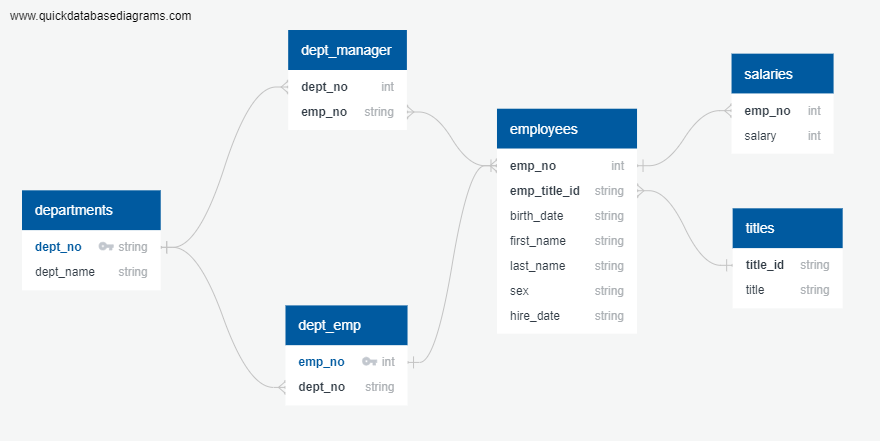 www.quickdatabasediagrams.com
departments
dept_no string
dept_name string
dept_manager
dept_no int
emp_no string
dept_emp
emp_no int
dept_no string
employees
emp_no int
emp_title_id string
birth_date string
first_name string
last_name string
sex string
hire_date string
salaries
emp_no int
salary int
titles
title_id string
title string